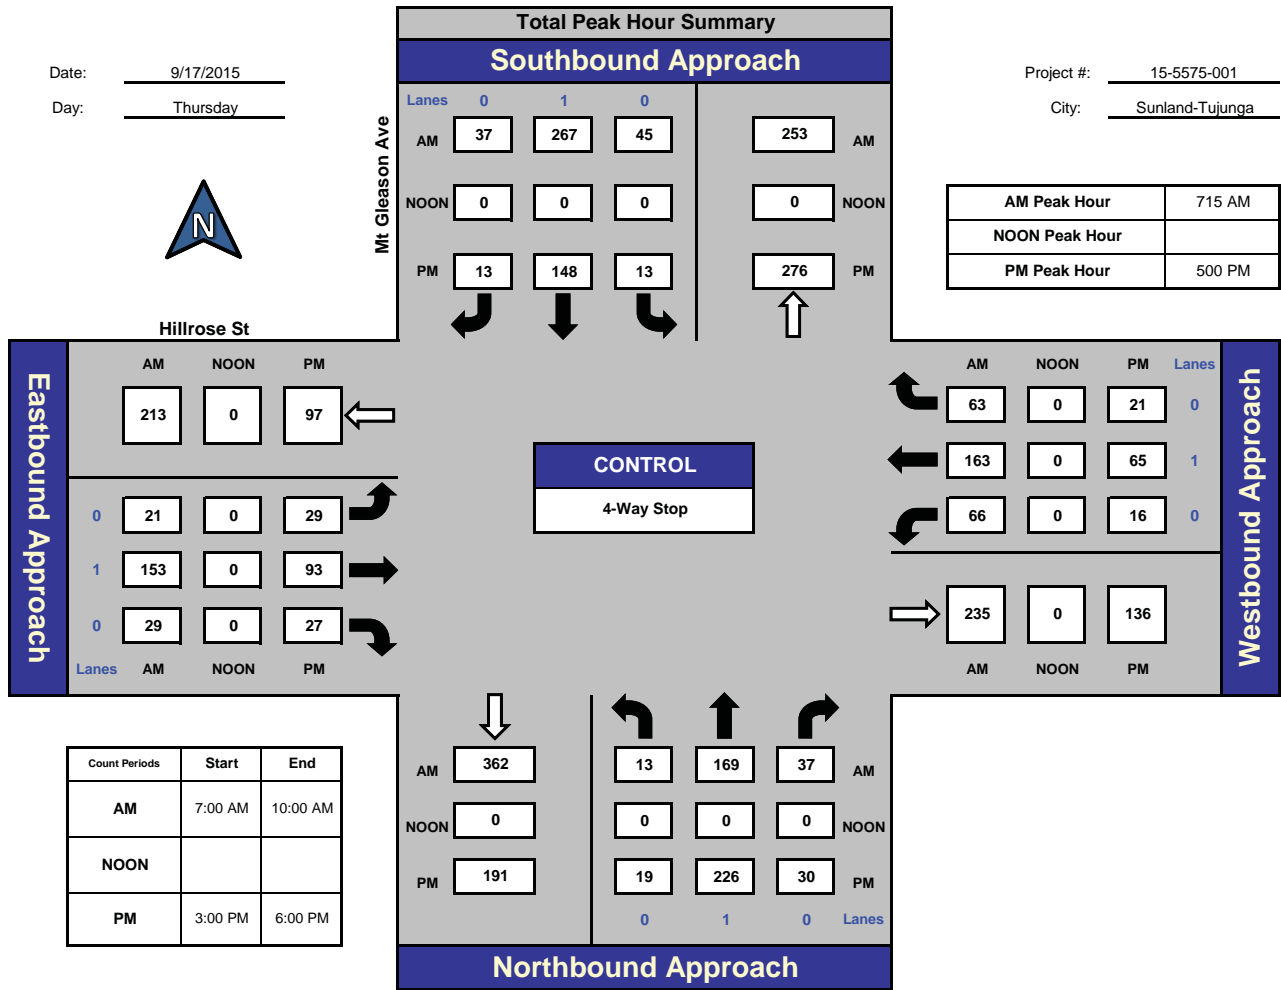 Total Peak Hour Summary
Southbound Approach
Date: 9/17/2015
Day: Thursday
Project #: 15-5575-001
City: Sunland-Tujunga
N
Mt Gleason Ave
Lanes 0 1 0
AM 37 267 45 253 AM
NOON 0 0 0 0 NOON
PM 13 148 13 276 PM
AM Peak Hour 715 AM
NOON Peak Hour
PM Peak Hour 500 PM
Hillrose St
Eastbound Approach
AM NOON PM
213 0 97
0 21 0 29
1 153 0 93
0 29 0 27
Lanes AM NOON PM
CONTROL
4-Way Stop
AM NOON PM Lanes
63 0 21 0
163 0 65 1
66 0 16 0
235 0 136
AM NOON PM
Westbound Approach
Count Periods Start End
AM 7:00 AM 10:00 AM
NOON
PM 3:00 PM 6:00 PM
AM 362 13 169 37 AM
NOON 0 0 0 0 NOON
PM 191 19 226 30 PM
0 1 0 Lanes
Northbound Approach